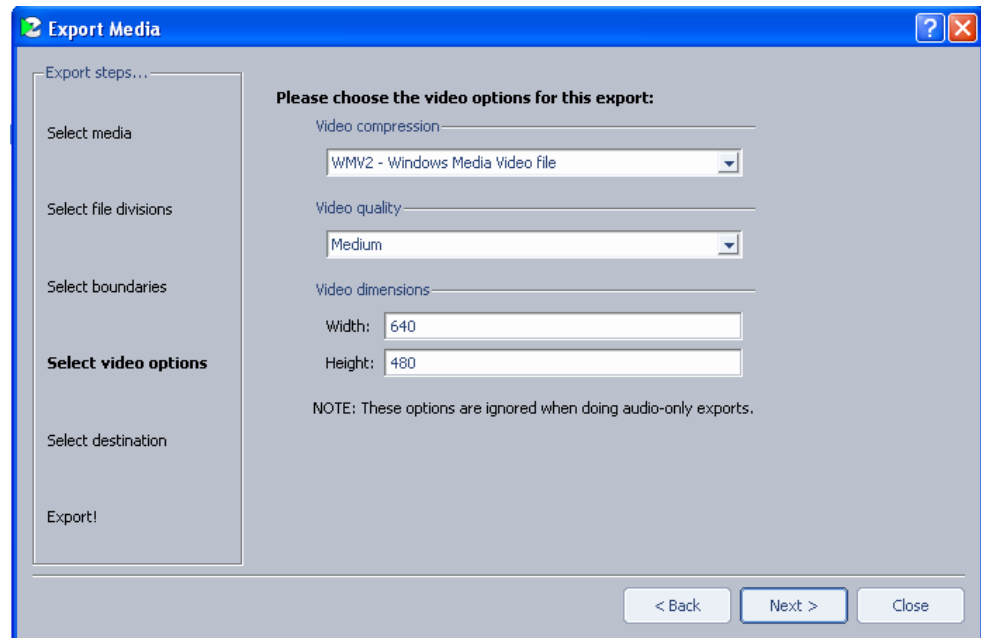 Export Media
Export steps...
Select media
Select file divisions
Select boundaries
Select video options
Select destination
Export!
Please choose the video options for this export:
Video compression
WMV2 - Windows Media Video file
Video quality
Medium
Video dimensions
Width: 640
Height: 480
NOTE: These options are ignored when doing audio-only exports.
< Back
Next >
Close